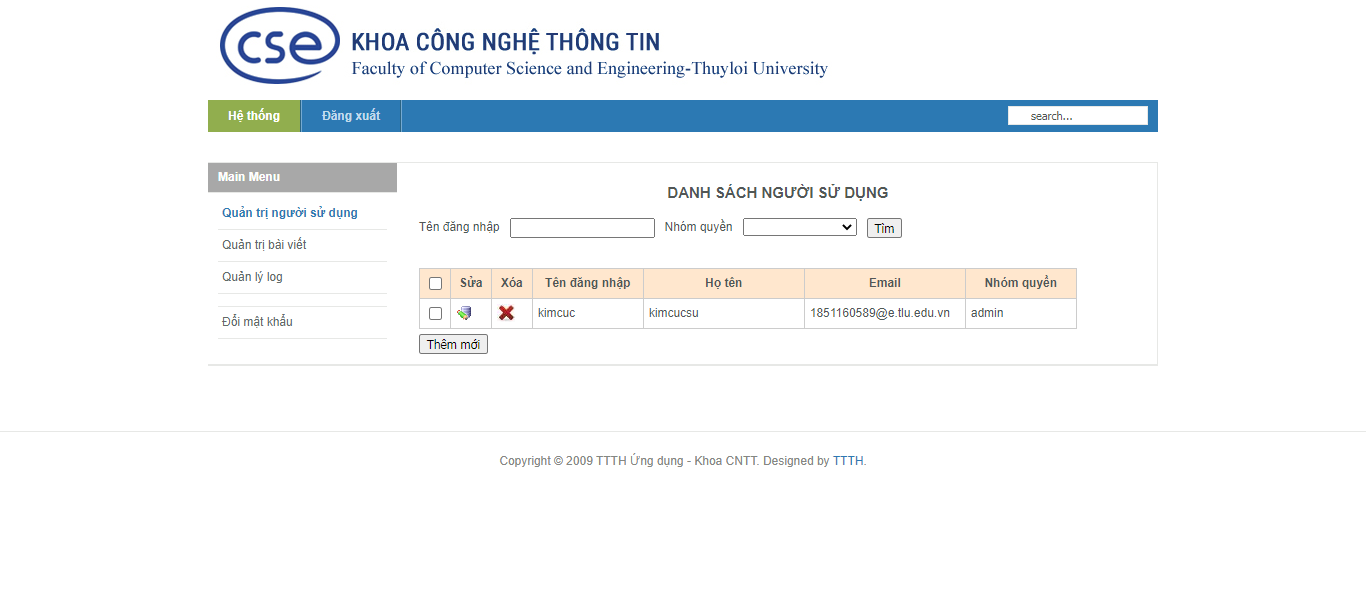 cse
KHOA CÔNG NGHỆ THÔNG TIN
Faculty of Computer Science and Engineering-Thuyloi University
Hệ thống Đăng xuất search...
Main Menu
Quản trị người sử dụng
Quản trị bài viết
Quản lý log
Đổi mật khẩu
DANH SÁCH NGƯỜI SỬ DỤNG
Tên đăng nhập Nhóm quyền Tìm
Sửa Xóa Tên đăng nhập Họ tên Email Nhóm quyền
kimcuc kimcucsu 1851160589@e.tlu.edu.vn admin
Thêm mới
Copyright © 2009 TTTH Ứng dụng - Khoa CNTT. Designed by TTTH.